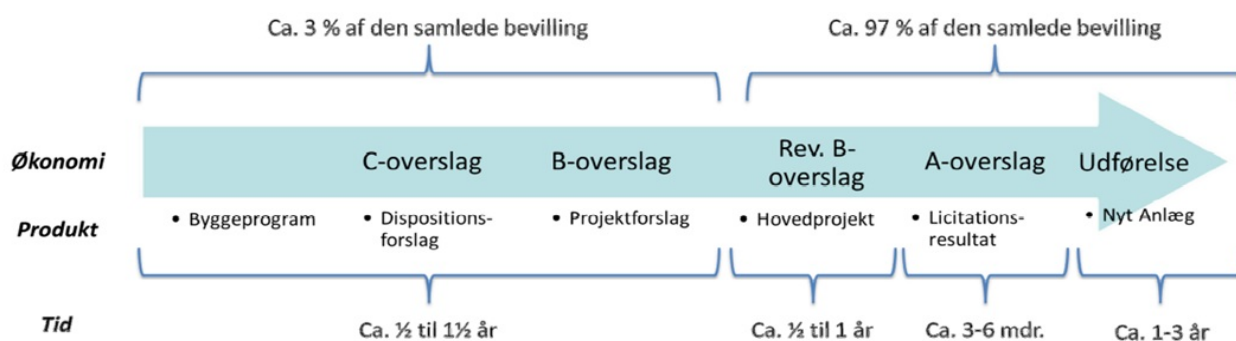 Ca. 3 % af den samlede bevilling
Ca. 97 % af den samlede bevilling
Økonomi
C-overslag
B-overslag
Rev. B-
overslag
A-overslag
Udførelse
Produkt
• Byggeprogram
• Dispositions-
forslag
• Projektforslag
• Hovedprojekt
• Licitations-
resultat
• Nyt Anlæg
Tid
Ca. ½ til 1½ år
Ca. ½ til 1 år
Ca. 3-6 mdr.
Ca. 1-3 år